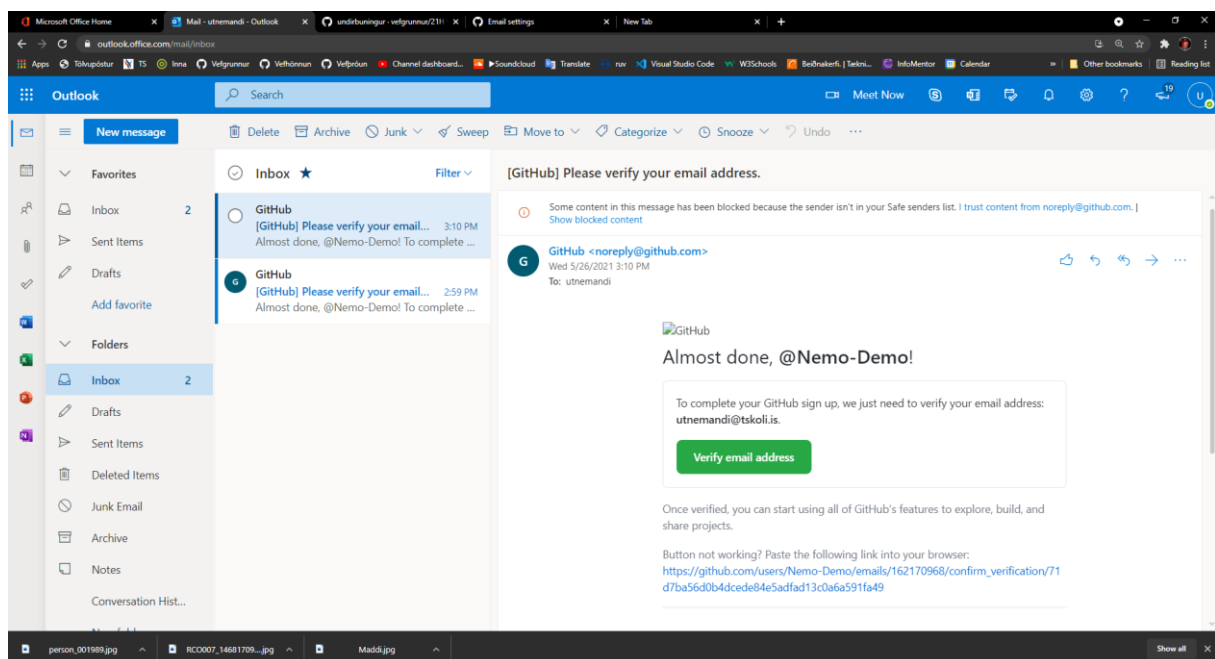 Microsoft Office Home
Mail - utnemandi - Outlook
undirbuningur - vefgrunnur/21H
Email settings
New Tab
outlook.office.com/mail/inbox
Apps
Tölvupóstur
TS
Inna
Vefgrunnur
Vefhönnun
Vefþróun
Channel dashboard...
Soundcloud
Translate
ruv
Visual Studio Code
W3Schools
Beiðnakerfi. | Tækni...
InfoMentor
Calendar
»
Other bookmarks
Reading list
Outlook
Search
Meet Now
19
U
New message
Delete
Archive
Junk
Sweep
Move to
Categorize
Snooze
Undo
...
Favorites
Inbox 2
Sent Items
Drafts
Add favorite
Folders
Inbox 2
Drafts
Sent Items
Deleted Items
Junk Email
Archive
Notes
Conversation Hist...
Inbox ★
Filter
GitHub
[GitHub] Please verify your email... 3:10 PM
Almost done, @Nemo-Demo! To complete ...
G
GitHub
[GitHub] Please verify your email... 2:59 PM
Almost done, @Nemo-Demo! To complete ...
[GitHub] Please verify your email address.
Some content in this message has been blocked because the sender isn't in your Safe senders list. I trust content from noreply@github.com. |
Show blocked content
G
GitHub <noreply@github.com>
Wed 5/26/2021 3:10 PM
To: utnemandi
GitHub
Almost done, @Nemo-Demo!
To complete your GitHub sign up, we just need to verify your email address:
utnemandi@tskoli.is.
Verify email address
Once verified, you can start using all of GitHub's features to explore, build, and
share projects.
Button not working? Paste the following link into your browser:
https://github.com/users/Nemo-Demo/emails/162170968/confirm_verification/71
d7ba56d0b4dcede84e5adfad13c0a6a591fa49
person_001989.jpg
RCO007_14681709....jpg
Maddi.jpg
Show all